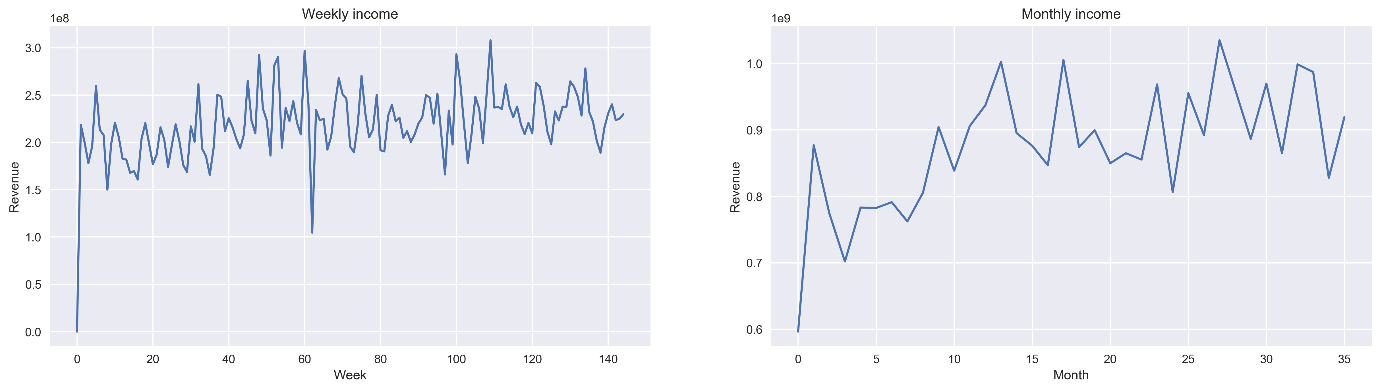 Weekly income
1e8
3.0
2.5
2.0
1.5
1.0
0.5
0.0
Revenue
0 20 40 60 80 100 120 140
Week
Monthly income
1e9
1.0
0.9
0.8
0.7
0.6
Revenue
0 5 10 15 20 25 30 35
Month